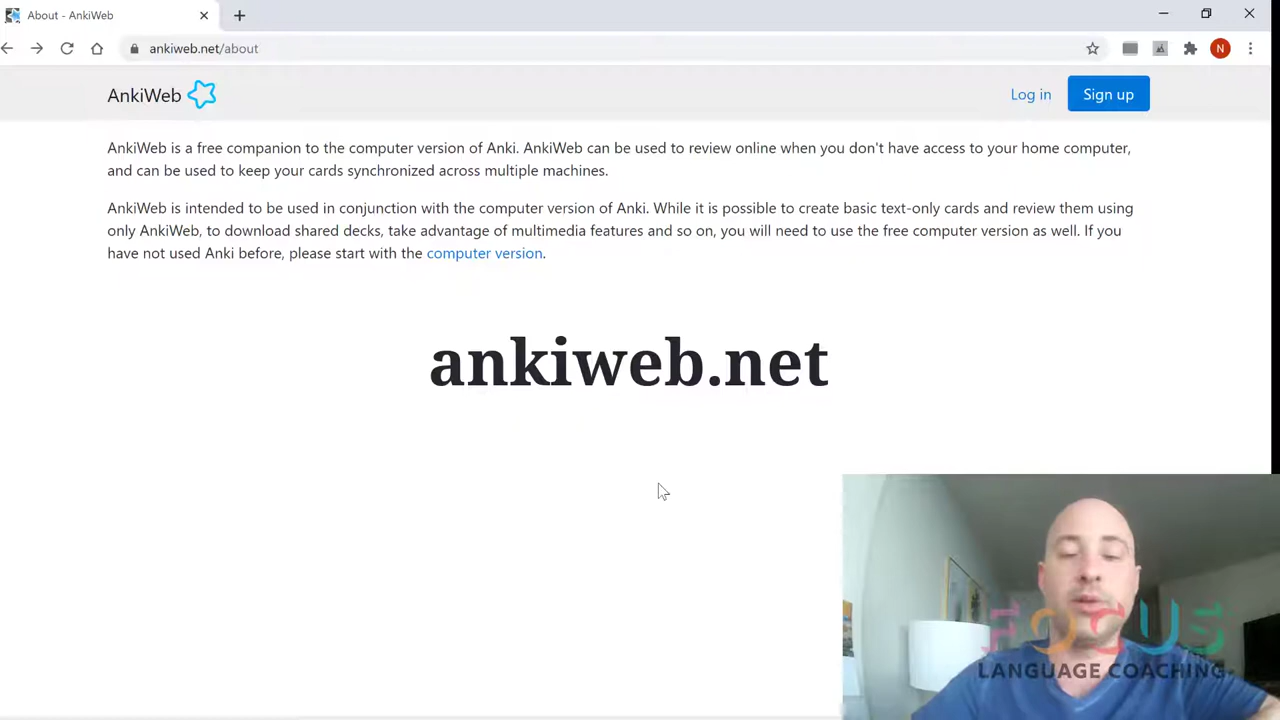 About - AnkiWeb
ankiweb.net/about
N
AnkiWeb
Log in
Sign up
AnkiWeb is a free companion to the computer version of Anki. AnkiWeb can be used to review online when you don't have access to your home computer,
and can be used to keep your cards synchronized across multiple machines.
AnkiWeb is intended to be used in conjunction with the computer version of Anki. While it is possible to create basic text-only cards and review them using
only AnkiWeb, to download shared decks, take advantage of multimedia features and so on, you will need to use the free computer version as well. If you
have not used Anki before, please start with the computer version.
ankiweb.net
FOCUS
LANGUAGE COACHING